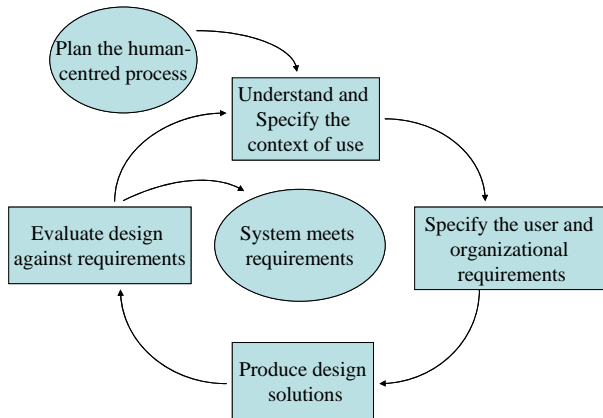 Plan the human-
centred process
Understand and
Specify the
context of use
Evaluate design
against requirements
System meets
requirements
Specify the user and
organizational
requirements
Produce design
solutions